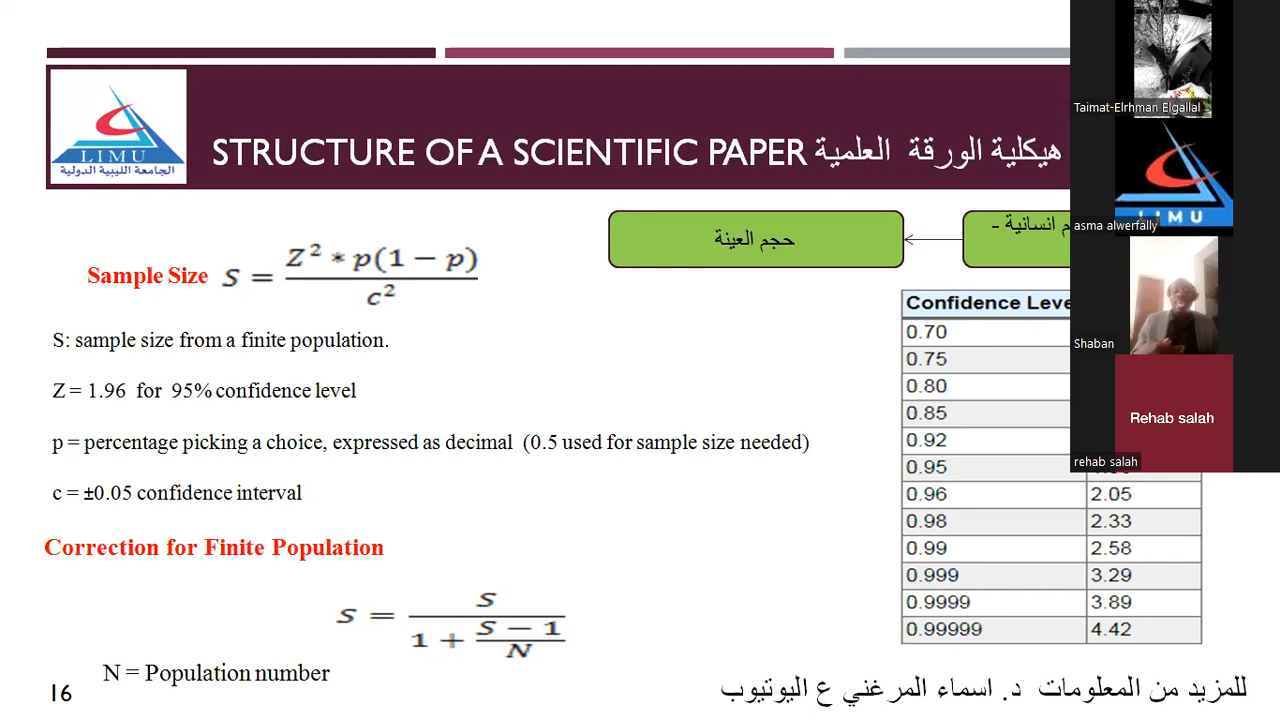 LIMU
الجامعة الليبية الدولية
STRUCTURE OF A SCIENTIFIC PAPER هيكلية الورقة العلمية
Taimat-Elrhman Elgallal
LIMU
asma alwerfally
Shaban
Rehab salah
rehab salah
حجم العينة
م انسانية -
Sample Size S = Z² * p(1 − p) / c²
S: sample size from a finite population.
Z = 1.96 for 95% confidence level
p = percentage picking a choice, expressed as decimal (0.5 used for sample size needed)
c = ±0.05 confidence interval
Correction for Finite Population
S = S / (1 + (S − 1) / N)
N = Population number
Confidence Leve
0.70
0.75
0.80
0.85
0.92
0.95
0.96 2.05
0.98 2.33
0.99 2.58
0.999 3.29
0.9999 3.89
0.99999 4.42
16
للمزيد من المعلومات د. اسماء المرغني ع اليوتيوب